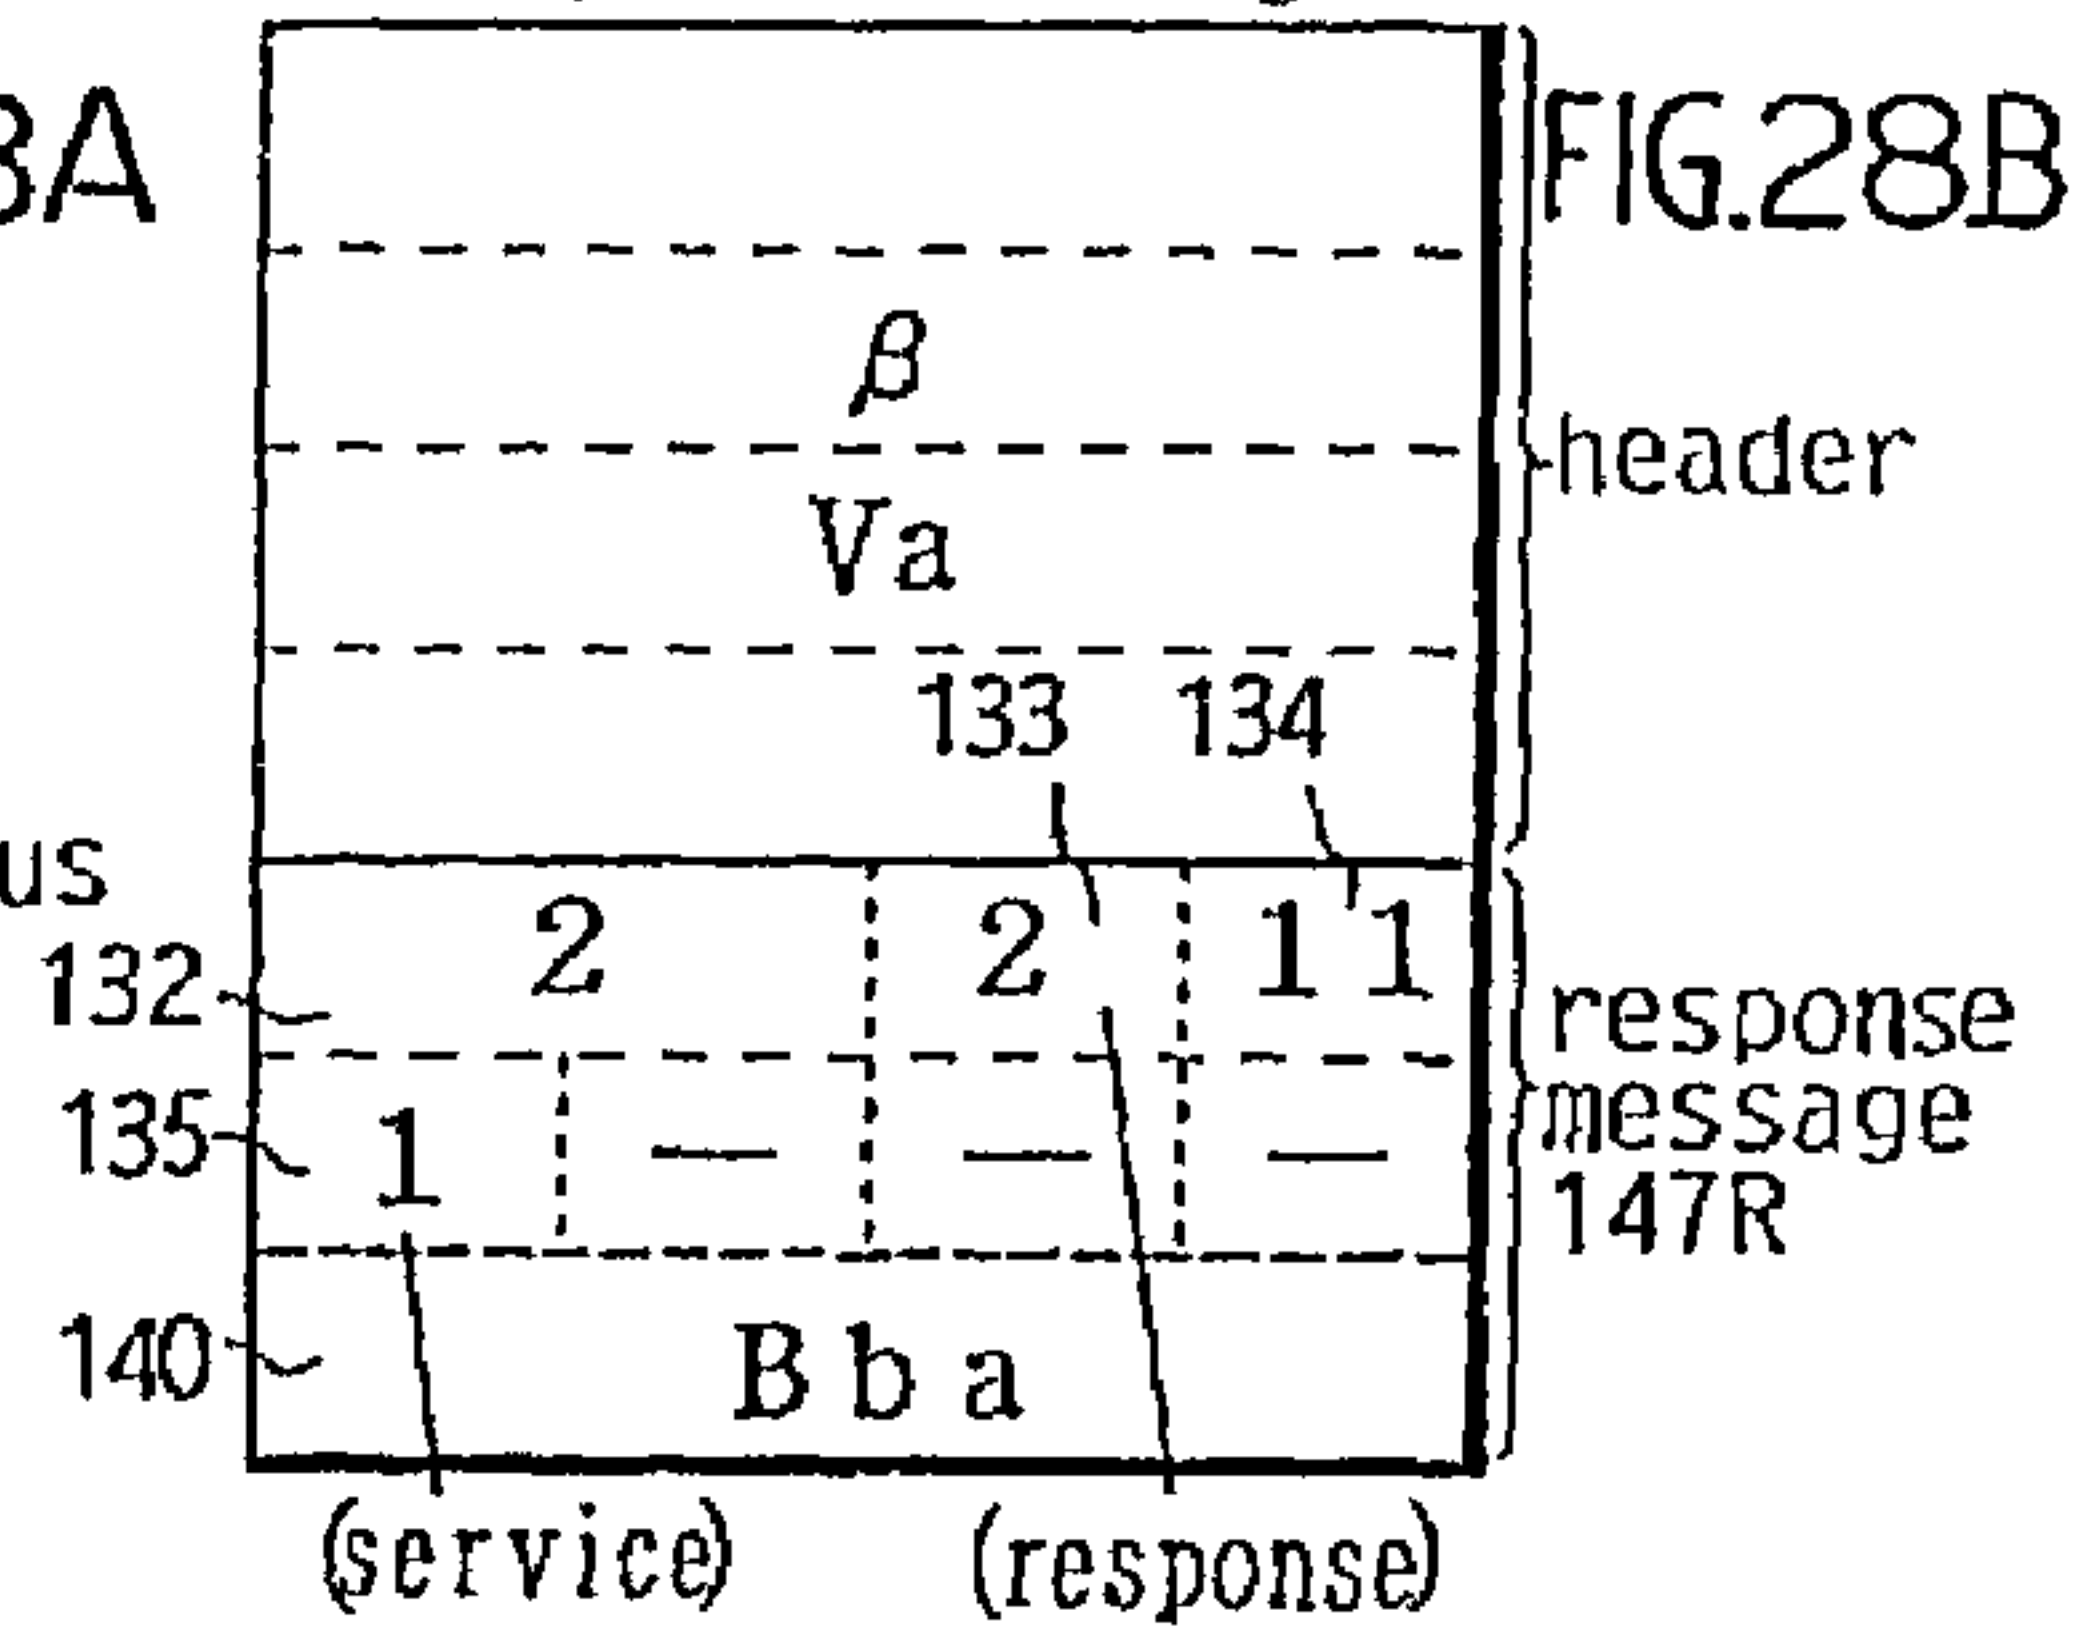 FIG.28B
β
header
Va
133 134
us
2 2 11
132
response
message
147R
135
1 — — —
140
Bba
(service) (response)